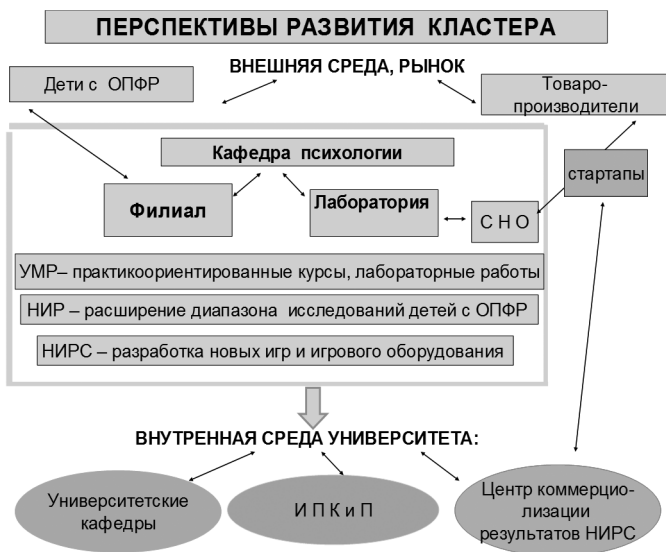 ПЕРСПЕКТИВЫ РАЗВИТИЯ КЛАСТЕРА
ВНЕШНЯЯ СРЕДА, РЫНОК
Дети с ОПФР
Товаро-
производители
Кафедра психологии
стартапы
Филиал
Лаборатория
С Н О
УМР– практикоориентированные курсы, лабораторные работы
НИР – расширение диапазона исследований детей с ОПФР
НИРС – разработка новых игр и игрового оборудования
ВНУТРЕННАЯ СРЕДА УНИВЕРСИТЕТА:
Университетские
кафедры
И П К и П
Центр коммерцио-
лизации
результатов НИРС